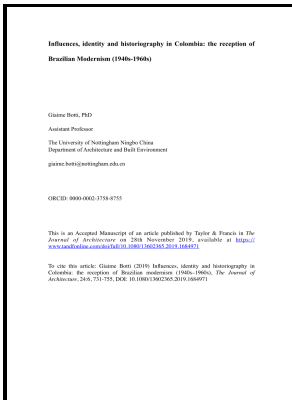 Influences, identity and historiography in Colombia: the reception of
Brazilian Modernism (1940s-1960s)
Giaime Botti, PhD
Assistant Professor
The University of Nottingham Ningbo China
Department of Architecture and Built Environment
giaime.botti@nottingham.edu.cn
ORCID: 0000-0002-3758-8755
This is an Accepted Manuscript of an article published by Taylor & Francis in The
Journal of Architecture on 28th November 2019, available at https://
www.tandfonline.com/doi/full/10.1080/13602365.2019.1684971
To cite this article: Giaime Botti (2019) Influences, identity and historiography in
Colombia: the reception of Brazilian modernism (1940s–1960s), The Journal of
Architecture, 24:6, 731-755, DOI: 10.1080/13602365.2019.1684971